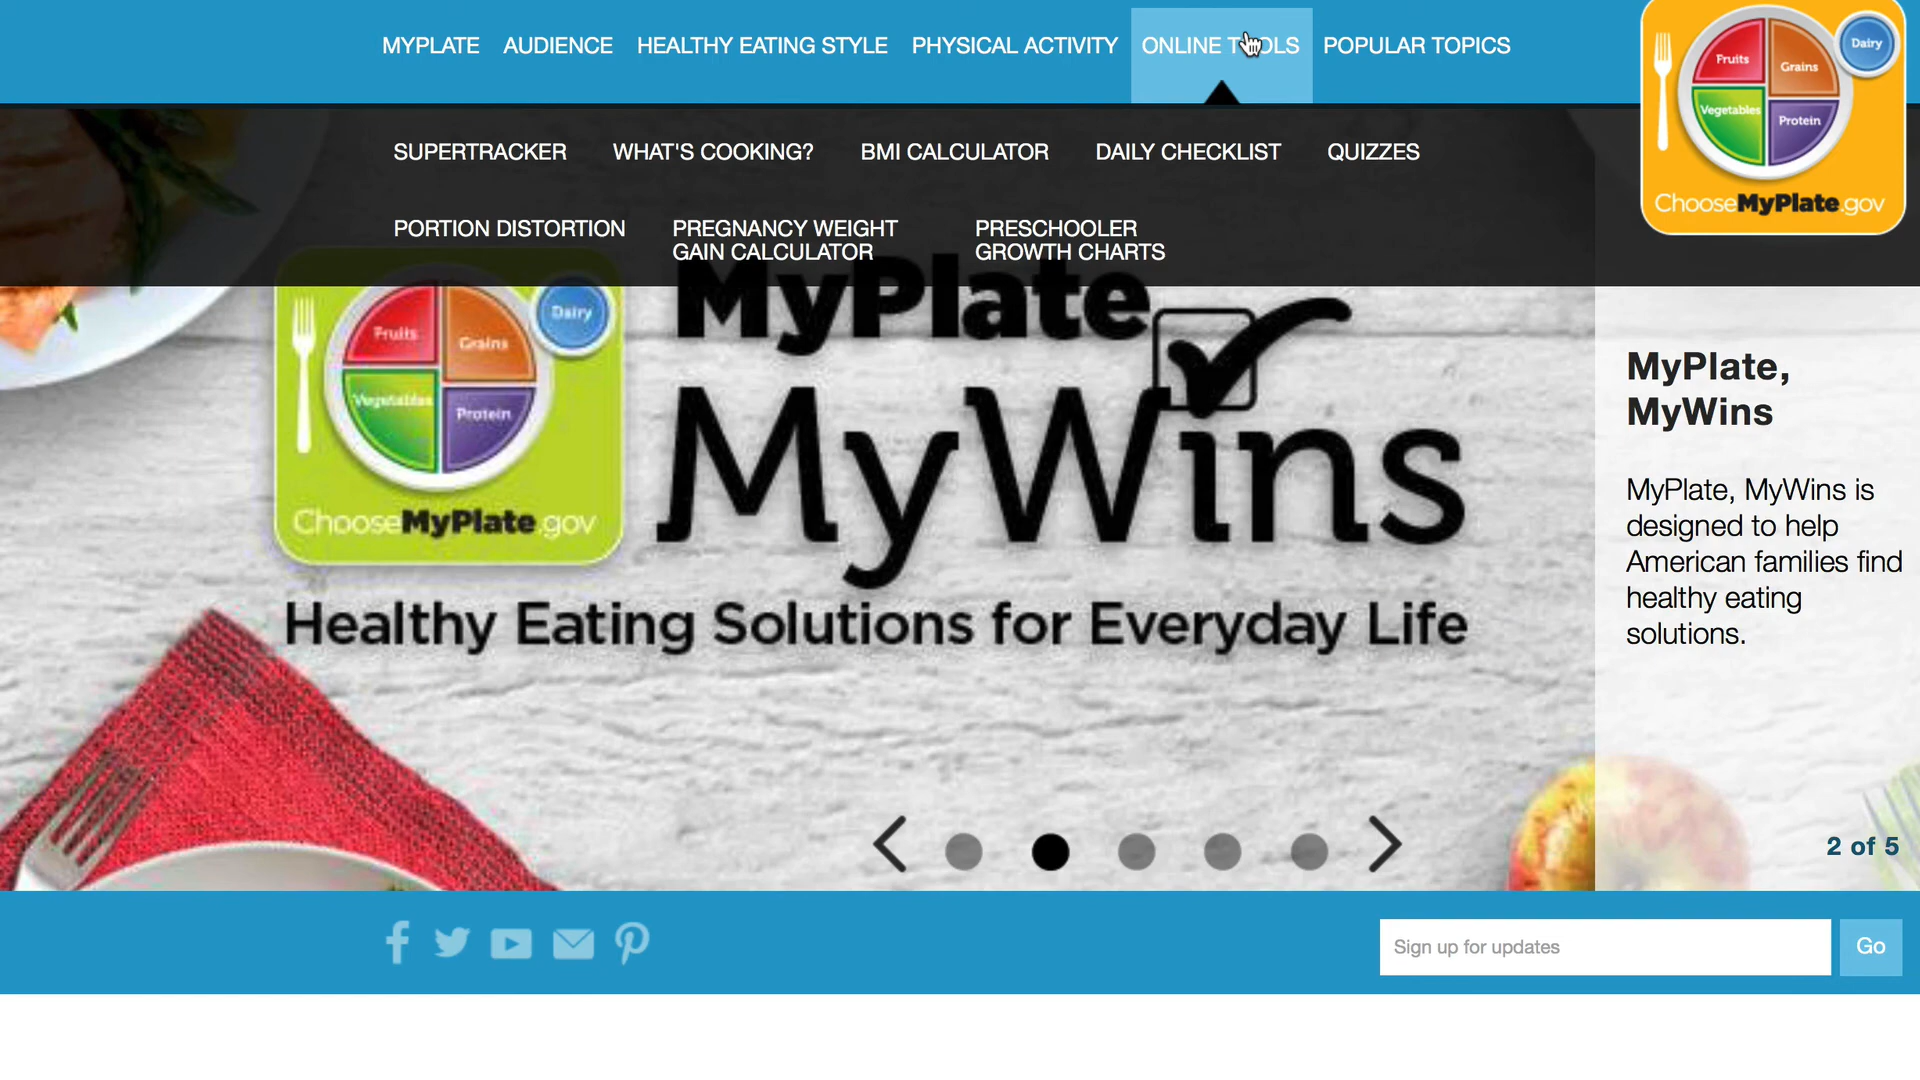 MYPLATE AUDIENCE HEALTHY EATING STYLE PHYSICAL ACTIVITY ONLINE TOOLS POPULAR TOPICS
Fruits
Grains
Dairy
Vegetables
Protein
ChooseMyPlate.gov
SUPERTRACKER WHAT'S COOKING? BMI CALCULATOR DAILY CHECKLIST QUIZZES
PORTION DISTORTION PREGNANCY WEIGHT PRESCHOOLER
GAIN CALCULATOR GROWTH CHARTS
Fruits
Grains
Dairy
Vegetables
Protein
ChooseMyPlate.gov
MyPlate
MyWins
Healthy Eating Solutions for Everyday Life
MyPlate,
MyWins
MyPlate, MyWins is
designed to help
American families find
healthy eating
solutions.
2 of 5
Sign up for updates
Go